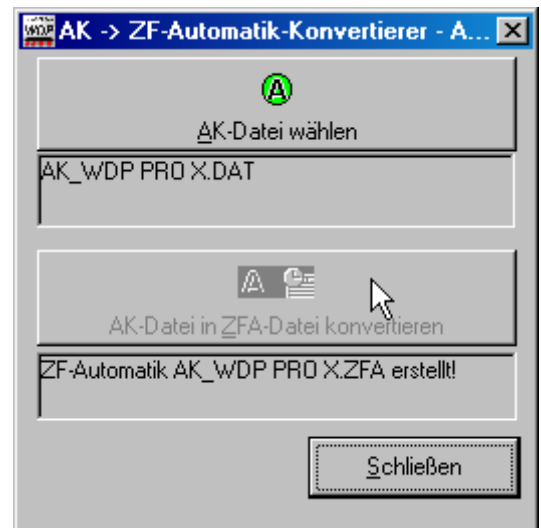 WDP AK -> ZF-Automatik-Konvertierer - A...
AK-Datei wählen
AK_WDP PRO X.DAT
AK-Datei in ZFA-Datei konvertieren
ZF-Automatik AK_WDP PRO X.ZFA erstellt!
Schließen